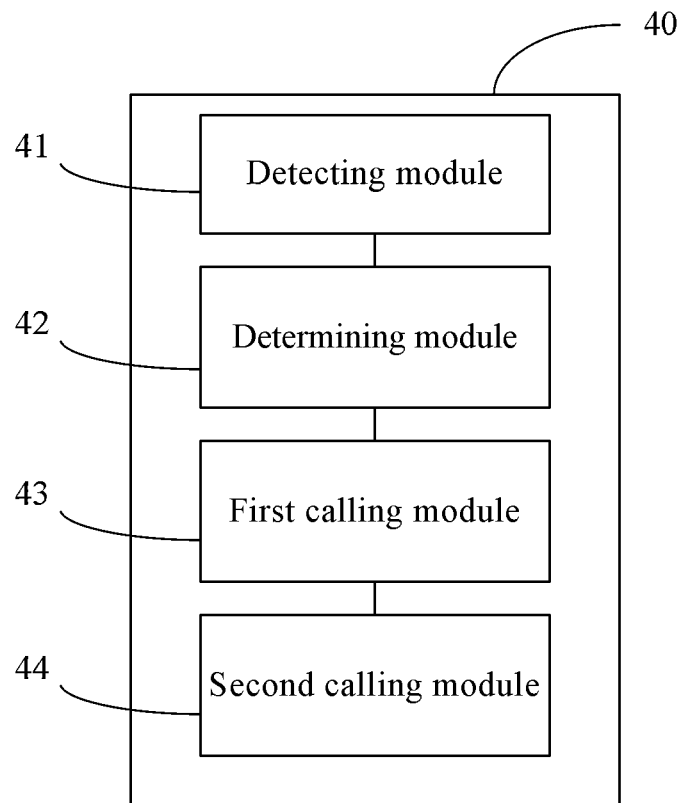 40
41
Detecting module
42
Determining module
43
First calling module
44
Second calling module